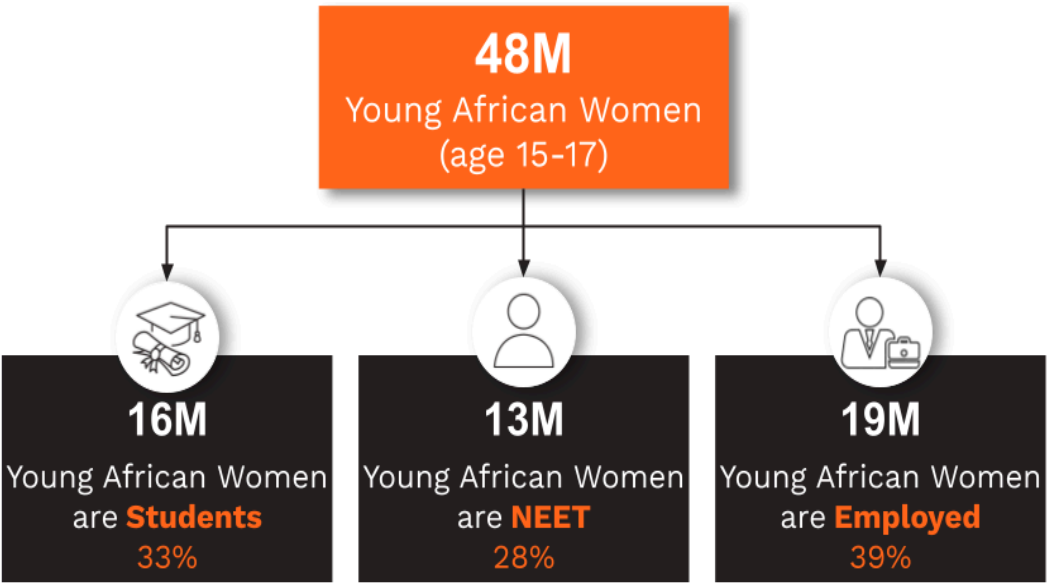 48M
Young African Women
(age 15-17)
16M
Young African Women
are Students
33%
13M
Young African Women
are NEET
28%
19M
Young African Women
are Employed
39%